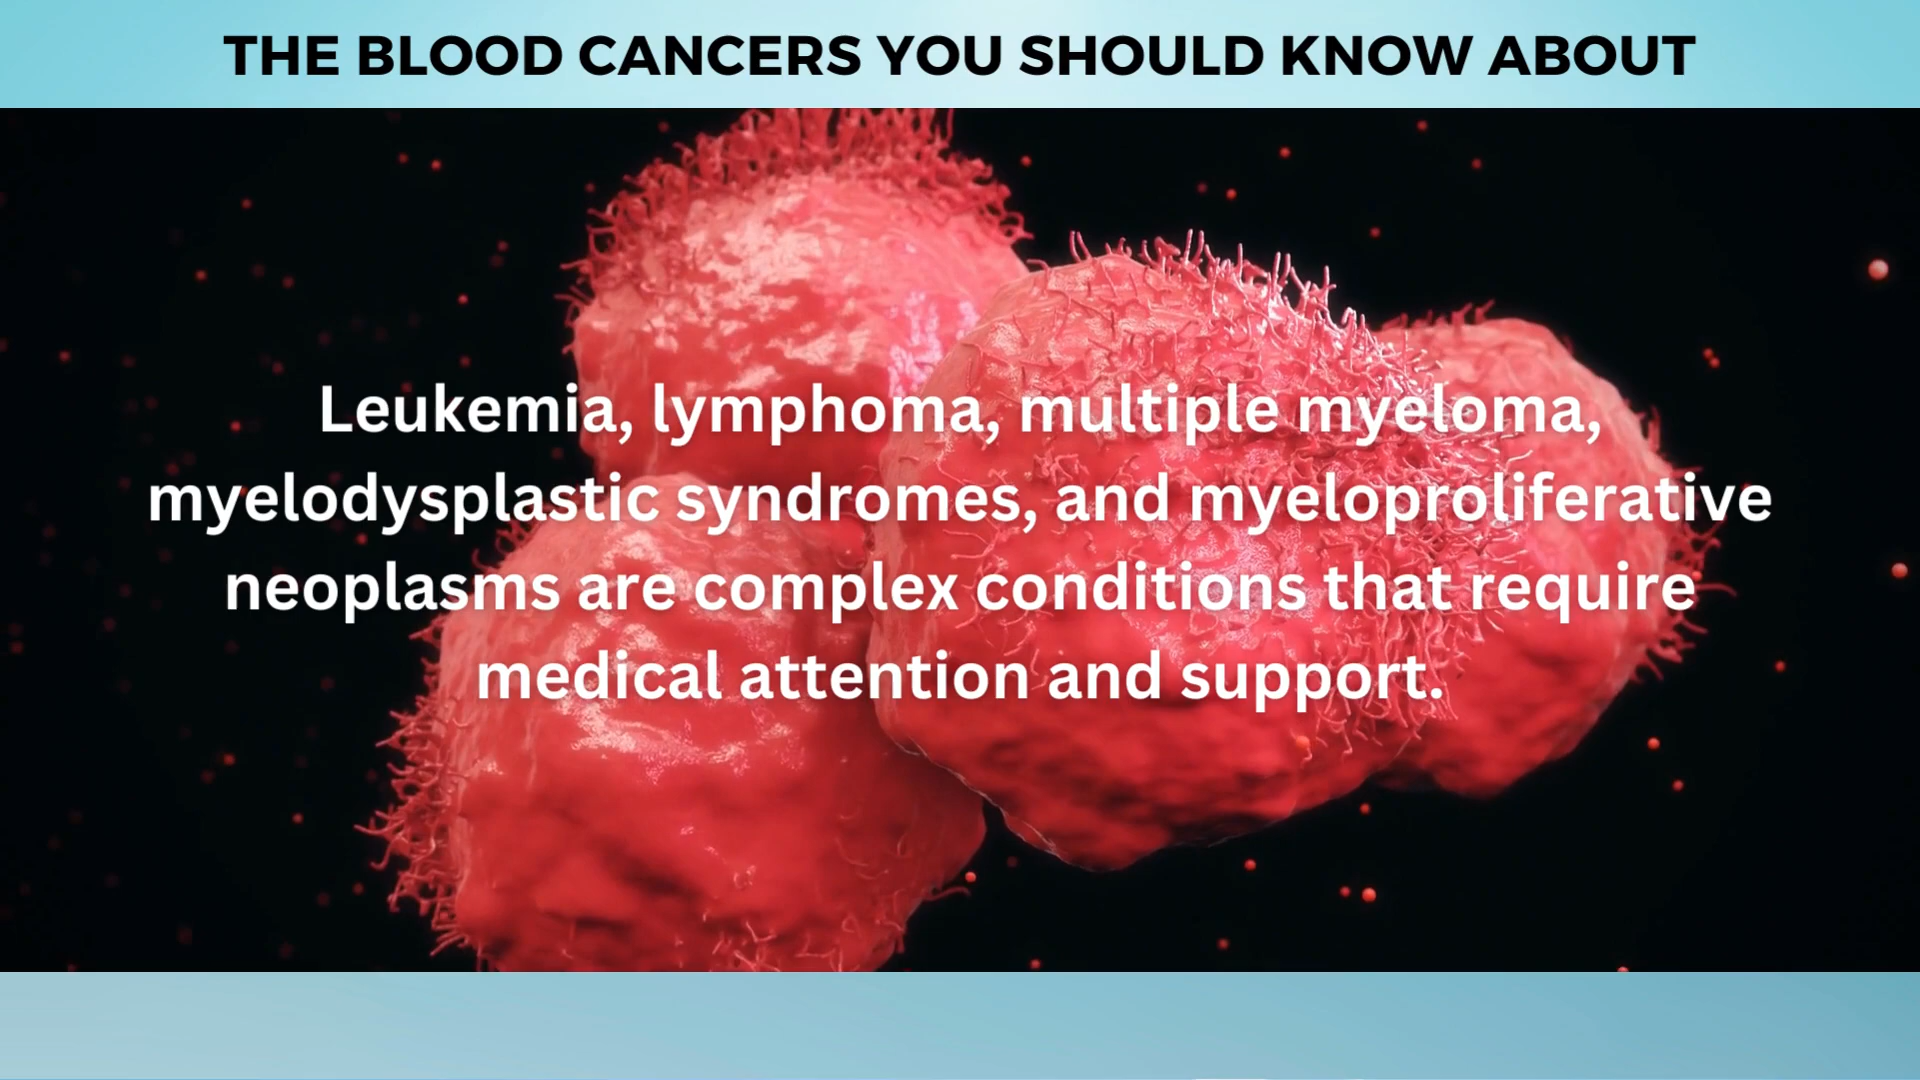 THE BLOOD CANCERS YOU SHOULD KNOW ABOUT
Leukemia, lymphoma, multiple myeloma,
myelodysplastic syndromes, and myeloproliferative
neoplasms are complex conditions that require
medical attention and support.